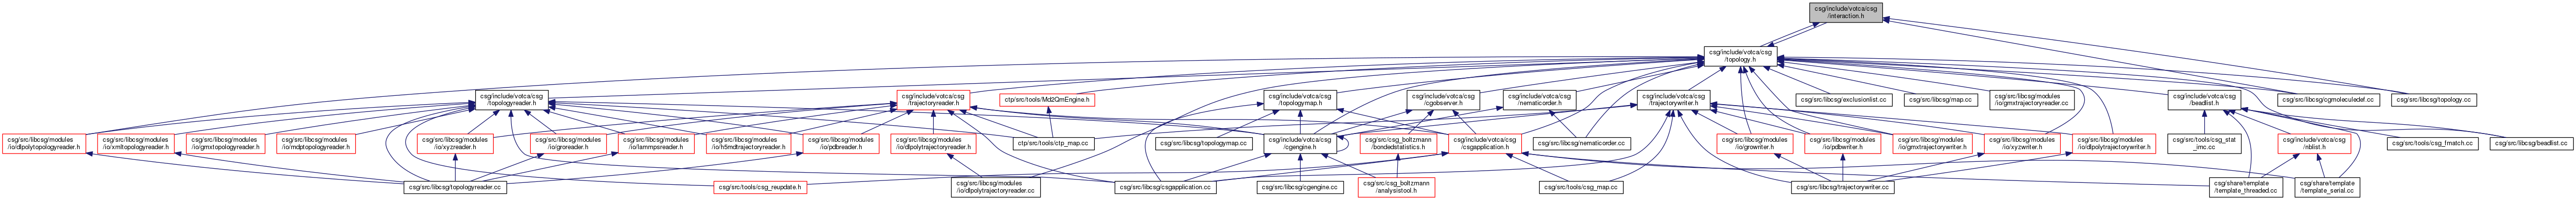 csg/include/votca/csg
/interaction.h
csg/include/votca/csg
/topology.h
csg/include/votca/csg
/topologyreader.h
csg/include/votca/csg
/trajectoryreader.h
ctp/src/tools/Md2QmEngine.h
csg/include/votca/csg
/topologymap.h
csg/include/votca/csg
/cgobserver.h
csg/include/votca/csg
/nematicorder.h
csg/include/votca/csg
/trajectorywriter.h
csg/src/libcsg/exclusionlist.cc
csg/src/libcsg/map.cc
csg/src/libcsg/modules
/io/gmxtrajectoryreader.cc
csg/include/votca/csg
/beadlist.h
csg/src/libcsg/cgmoleculedef.cc
csg/src/libcsg/topology.cc
csg/src/libcsg/modules
/io/dlpolytopologyreader.h
csg/src/libcsg/modules
/io/xmltopologyreader.h
csg/src/libcsg/modules
/io/gmxtopologyreader.h
csg/src/libcsg/modules
/io/mdptopologyreader.h
csg/src/libcsg/modules
/io/xyzreader.h
csg/src/libcsg/modules
/io/groreader.h
csg/src/libcsg/modules
/io/lammpsreader.h
csg/src/libcsg/modules
/io/h5mdtrajectoryreader.h
csg/src/libcsg/modules
/io/pdbreader.h
csg/src/libcsg/modules
/io/dlpolytrajectoryreader.h
ctp/src/tools/ctp_map.cc
csg/src/libcsg/topologymap.cc
csg/include/votca/csg
/cgengine.h
csg/src/csg_boltzmann
/bondedstatistics.h
csg/include/votca/csg
/csgapplication.h
csg/src/libcsg/nematicorder.cc
csg/src/libcsg/modules
/io/growriter.h
csg/src/libcsg/modules
/io/pdbwriter.h
csg/src/libcsg/modules
/io/gmxtrajectorywriter.h
csg/src/libcsg/modules
/io/xyzwriter.h
csg/src/libcsg/modules
/io/dlpolytrajectorywriter.h
csg/src/tools/csg_stat
_imc.cc
csg/include/votca/csg
/nblist.h
csg/src/tools/csg_fmatch.cc
csg/src/libcsg/beadlist.cc
csg/src/libcsg/topologyreader.cc
csg/src/tools/csg_reupdate.h
csg/src/libcsg/modules
/io/dlpolytrajectoryreader.cc
csg/src/libcsg/csgapplication.cc
csg/src/libcsg/cgengine.cc
csg/src/csg_boltzmann
/analysistool.h
csg/src/tools/csg_map.cc
csg/src/libcsg/trajectorywriter.cc
csg/share/template
/template_threaded.cc
csg/share/template
/template_serial.cc